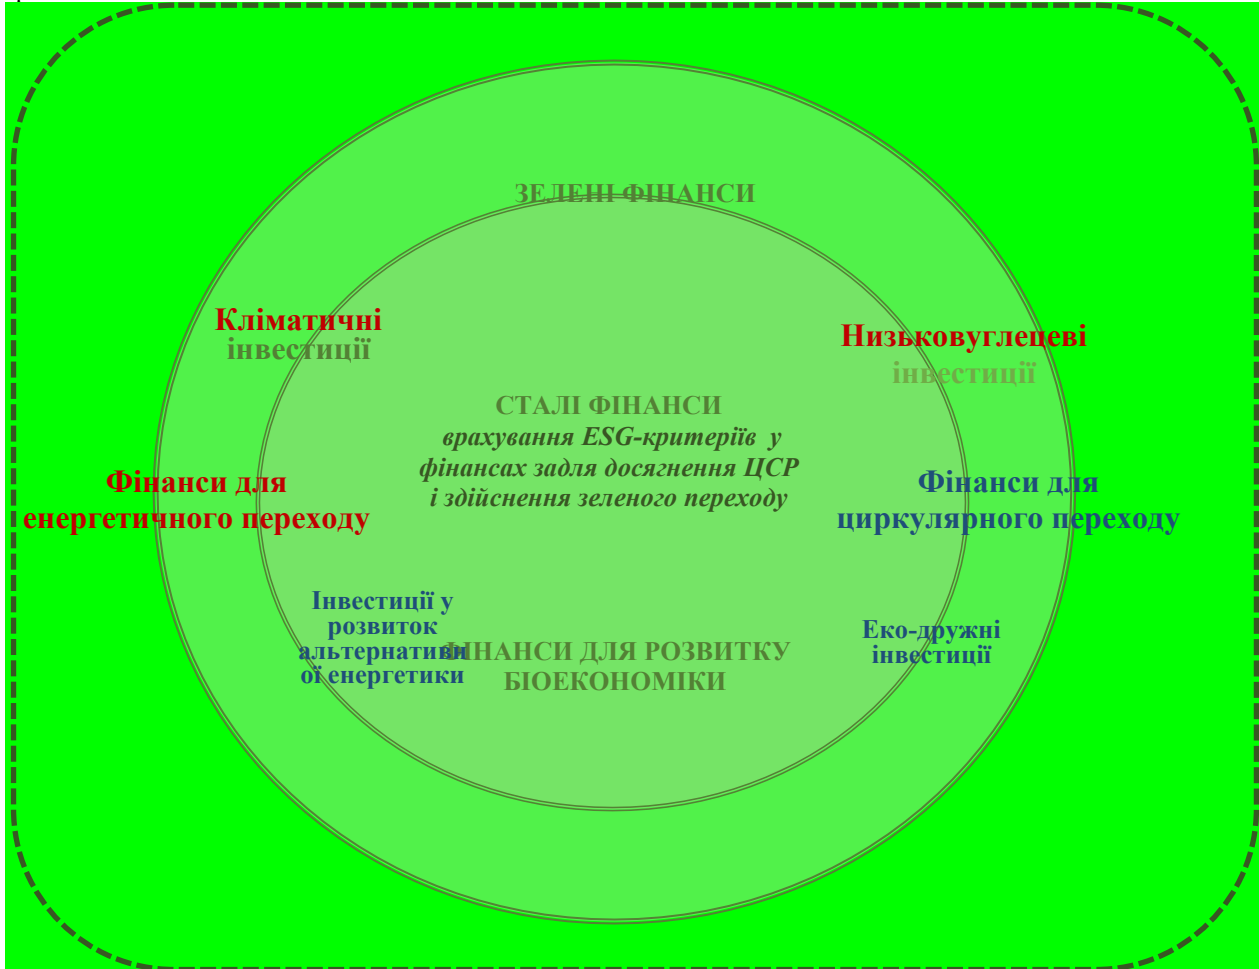 ЗЕЛЕНІ ФІНАНСИ
Кліматичні
інвестиції
Низьковуглецеві
інвестиції
СТАЛІ ФІНАНСИ
врахування ESG-критеріїв у
фінансах задля досягнення ЦСР
і здійснення зеленого переходу
Фінанси для
енергетичного переходу
Фінанси для
циркулярного переходу
Інвестиції у
розвиток
альтернативн
ої енергетики
ФІНАНСИ ДЛЯ РОЗВИТКУ
БІОЕКОНОМІКИ
Еко-дружні
інвестиції